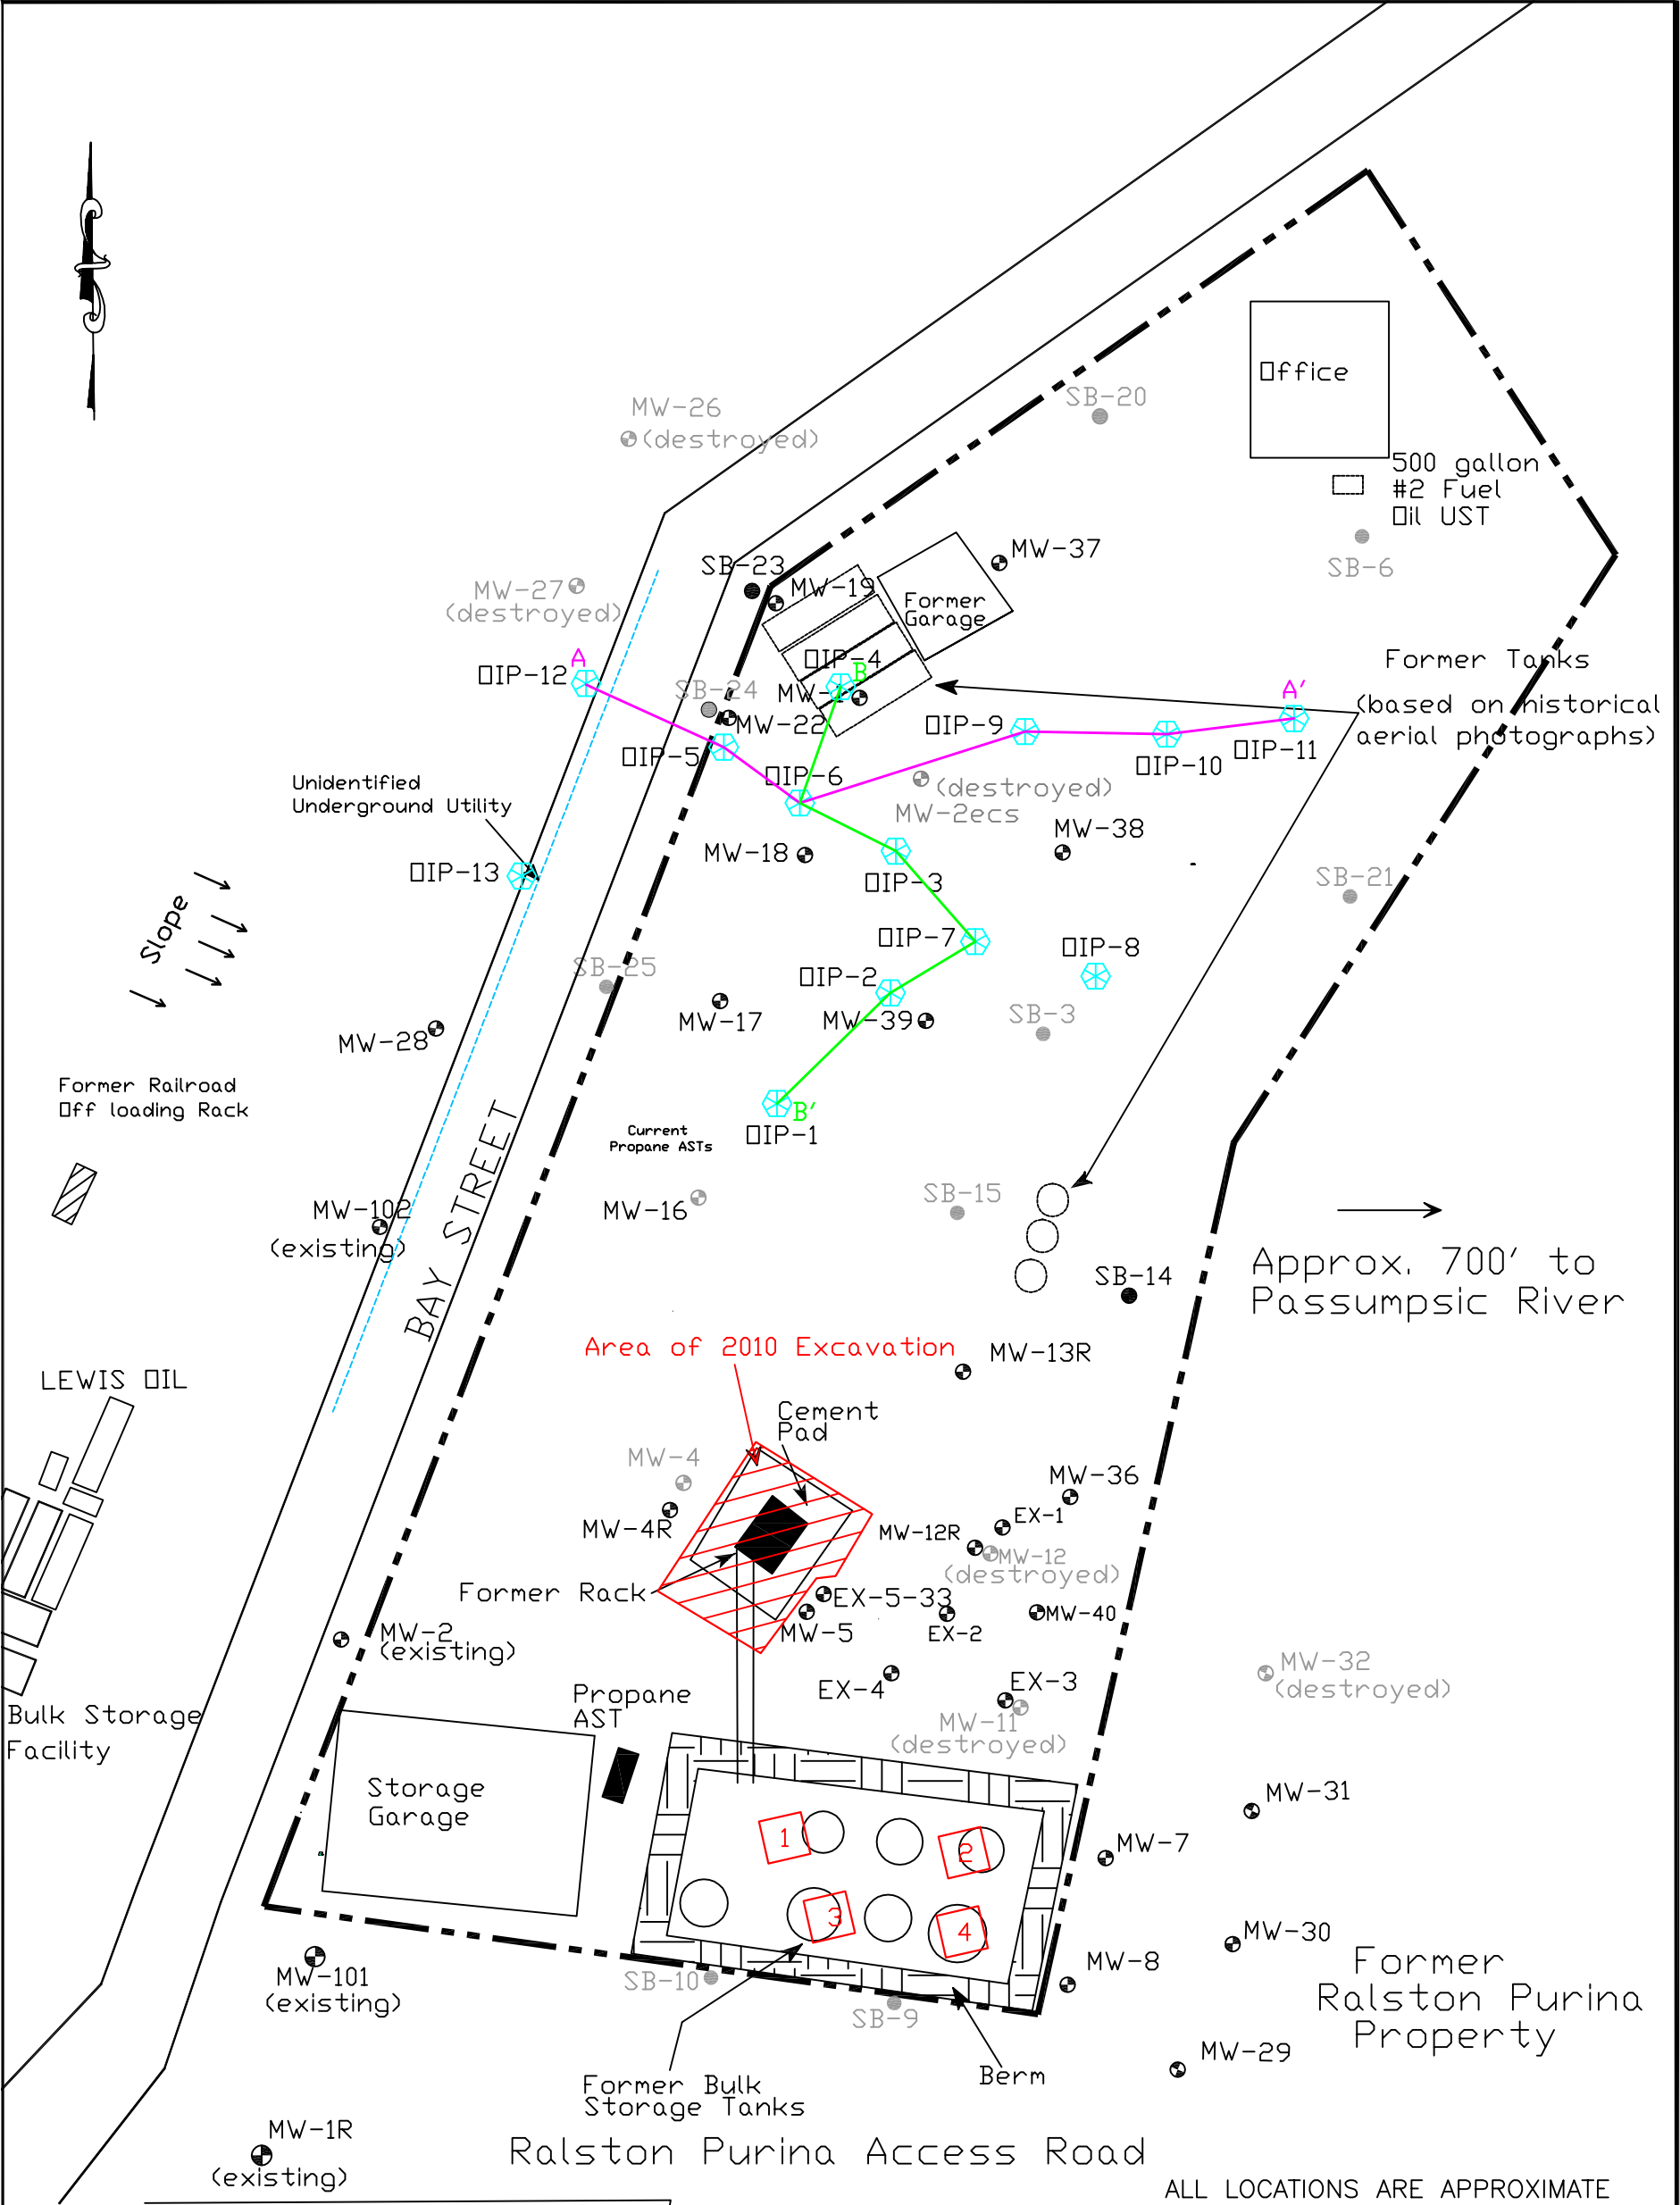 Office
SB-20
MW-26
(destroyed)
500 gallon
#2 Fuel
Oil UST
SB-6
MW-37
SB-23
MW-19
MW-27
(destroyed)
Former
Garage
A
OIP-12
OIP-4
B
SB-24
MW-22
Former Tanks
(based on historical
aerial photographs)
A'
OIP-9
OIP-11
OIP-5
OIP-6
OIP-10
Unidentified
Underground Utility
(destroyed)
MW-2ecs
MW-38
MW-18
OIP-13
OIP-3
SB-21
Slope
OIP-7
OIP-8
SB-25
OIP-2
MW-17
MW-39
SB-3
MW-28
Former Railroad
Off loading Rack
B'
OIP-1
Current
Propane ASTs
MW-16
SB-15
MW-102
(existing)
BAY STREET
Approx. 700' to
Passumpsic River
SB-14
Area of 2010 Excavation
MW-13R
LEWIS OIL
Cement
Pad
MW-4
MW-4R
MW-36
EX-1
MW-12R
MW-12
(destroyed)
Former Rack
EX-5-33
MW-5
EX-2
MW-40
MW-2
(existing)
EX-4
EX-3
MW-11
(destroyed)
MW-32
(destroyed)
Bulk Storage
Facility
Propane
AST
Storage
Garage
MW-31
1
2
MW-7
3
4
MW-30
MW-8
SB-10
SB-9
MW-101
(existing)
Former
Ralston Purina
Property
MW-29
Berm
Former Bulk
Storage Tanks
MW-1R
(existing)
Ralston Purina Access Road
ALL LOCATIONS ARE APPROXIMATE